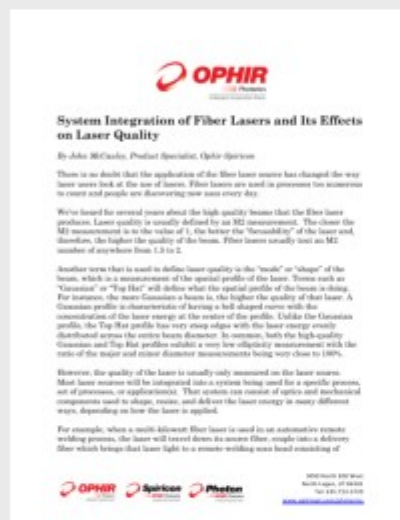 OPHIR
Photonics
System Integration of Fiber Lasers and Its Effects
on Laser Quality
By John McCauley, Product Specialist, Ophir-Spiricon
There is no doubt that the application of the fiber laser source has changed the way
laser users look at the use of lasers. Fiber lasers are used in processes too numerous
to count and people are discovering new uses every day.
We've heard for several years about the high quality beams that the fiber laser
produces. Laser quality is usually defined by an M2 measurement. The closer the
M2 measurement is to the value of 1, the better the "focusability" of the laser and,
therefore, the higher the quality of the beam. Fiber lasers usually tout an M2
number of anywhere from 1.5 to 2.
Another term that is used to define laser quality is the "mode" or "shape" of the
beam, which is a measurement of the spatial profile of the laser. Terms such as
"Gaussian" or "Top Hat" will define what the spatial profile of the beam is doing.
For instance, the more Gaussian a beam is, the higher the quality of that laser. A
Gaussian profile is characteristic of having a bell shaped curve with the
concentration of the laser energy at the center of the profile. Unlike the Gaussian
profile, the Top Hat profile has very steep edges with the laser energy evenly
distributed across the entire beam diameter. In common, both the high-quality
Gaussian and Top Hat profiles exhibit a very low ellipticity measurement with the
ratio of the major and minor diameter measurements being very close to 100%.
However, the quality of the laser is usually only measured on the laser source.
Most laser sources will be integrated into a system being used for a specific process,
set of processes, or application(s). That system can consist of optics and mechanical
components used to shape, resize, and deliver the laser energy in many different
ways, depending on how the laser is applied.
For example, when a multi-kilowatt fiber laser is used in an automotive remote
welding process, the laser will travel down its source fiber, couple into a delivery
fiber which brings that laser light to a remote welding scan head consisting of
OPHIR Spiricon Photon
North Logan, UT